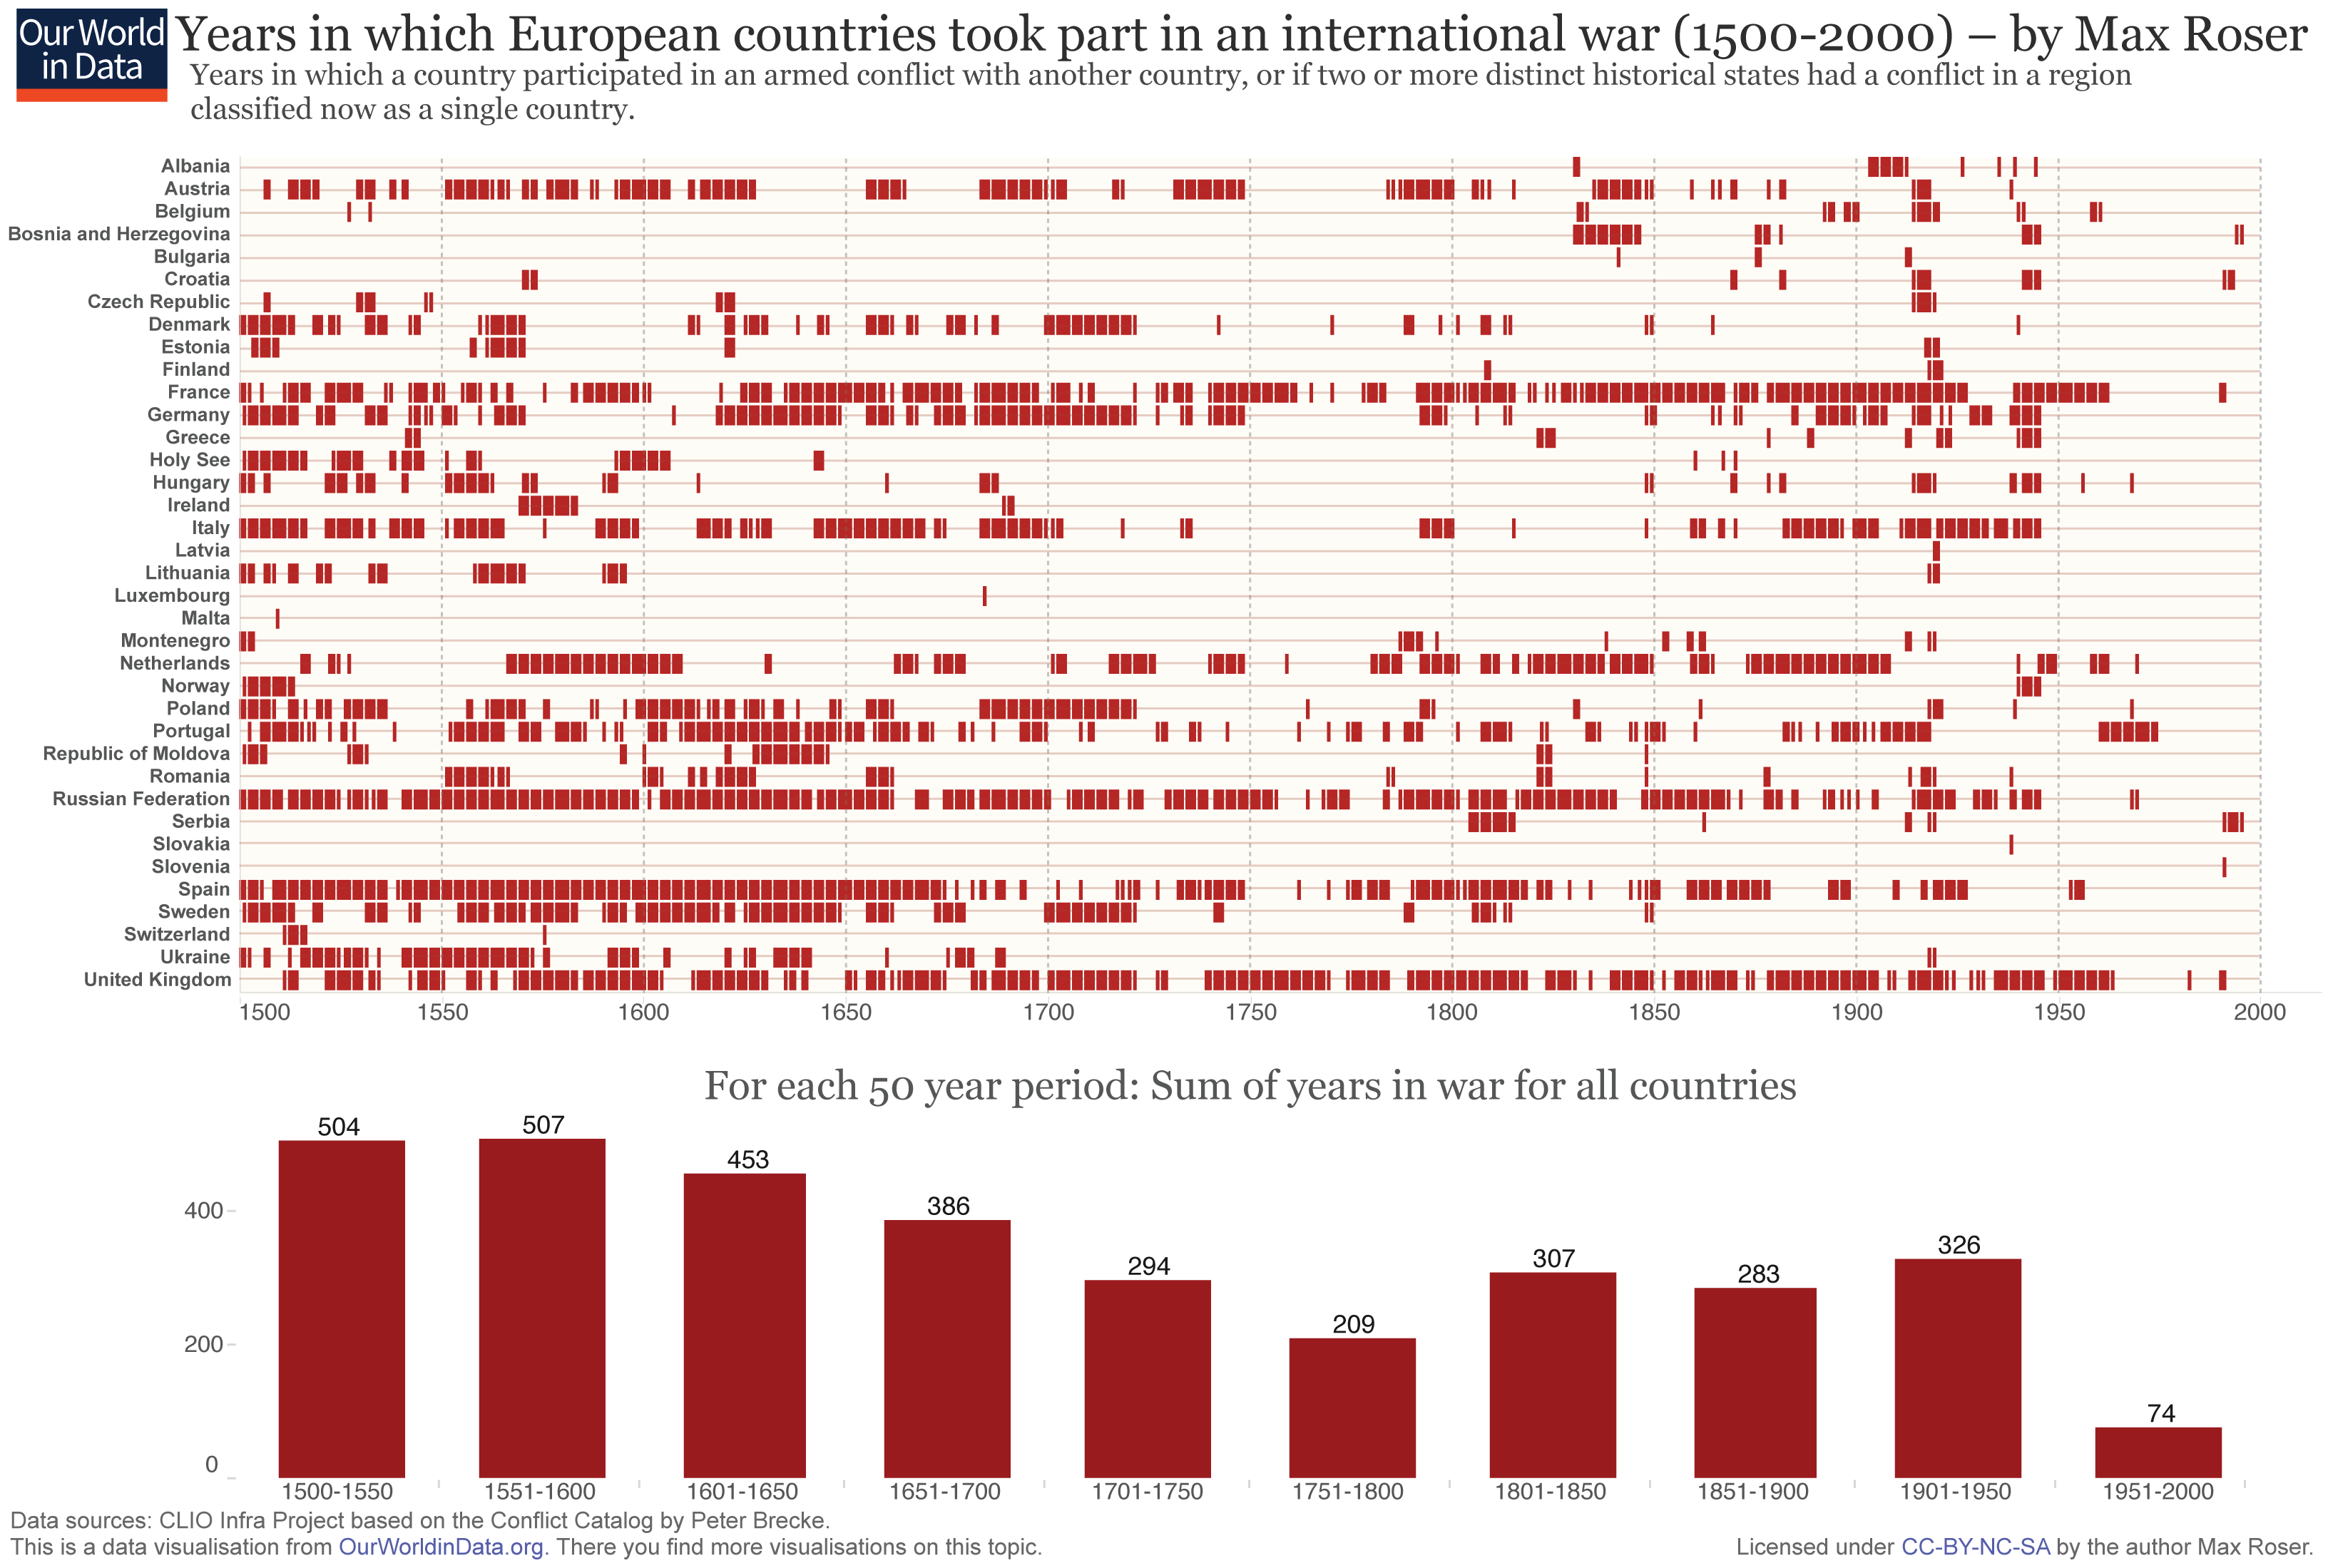 Our World
in Data
Years in which European countries took part in an international war (1500-2000) – by Max Roser
Years in which a country participated in an armed conflict with another country, or if two or more distinct historical states had a conflict in a region
classified now as a single country.
Albania
Austria
Belgium
Bosnia and Herzegovina
Bulgaria
Croatia
Czech Republic
Denmark
Estonia
Finland
France
Germany
Greece
Holy See
Hungary
Ireland
Italy
Latvia
Lithuania
Luxembourg
Malta
Montenegro
Netherlands
Norway
Poland
Portugal
Republic of Moldova
Romania
Russian Federation
Serbia
Slovakia
Slovenia
Spain
Sweden
Switzerland
Ukraine
United Kingdom
1500 1550 1600 1650 1700 1750 1800 1850 1900 1950 2000
For each 50 year period: Sum of years in war for all countries
504 507 453 386 294 209 307 283 326 74
400
200
0
1500-1550 1551-1600 1601-1650 1651-1700 1701-1750 1751-1800 1801-1850 1851-1900 1901-1950 1951-2000
Data sources: CLIO Infra Project based on the Conflict Catalog by Peter Brecke.
This is a data visualisation from OurWorldinData.org. There you find more visualisations on this topic.
Licensed under CC-BY-NC-SA by the author Max Roser.